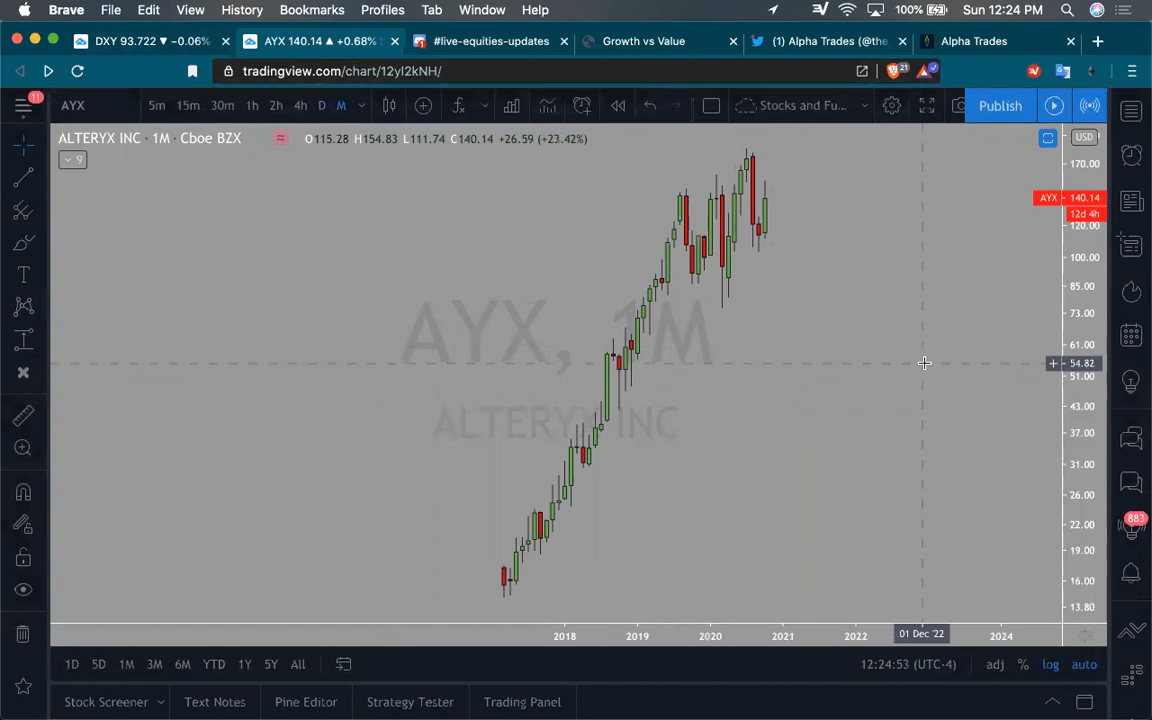 Brave File Edit View History Bookmarks Profiles Tab Window Help 100% Sun 12:24 PM
DXY 93.722 ▼ −0.06% AYX 140.14 ▲ +0.68% #live-equities-updates Growth vs Value (1) Alpha Trades (@the_ Alpha Trades
tradingview.com/chart/12yI2kNH/ 21
11 AYX 5m 15m 30m 1h 2h 4h D M Stocks and Fu... Publish
ALTERYX INC · 1M · Cboe BZX O115.28 H154.83 L111.74 C140.14 +26.59 (+23.42%) USD
9
170.00
AYX 140.14
12d 4h
120.00
100.00
85.00
73.00
AYX, 1M
61.00
54.82
51.00
43.00
ALTERYX INC
37.00
31.00
26.00
22.00
883
19.00
16.00
13.80
2018 2019 2020 2021 2022 01 Dec '22 2024
1D 5D 1M 3M 6M YTD 1Y 5Y All 12:24:53 (UTC-4) adj % log auto
Stock Screener Text Notes Pine Editor Strategy Tester Trading Panel